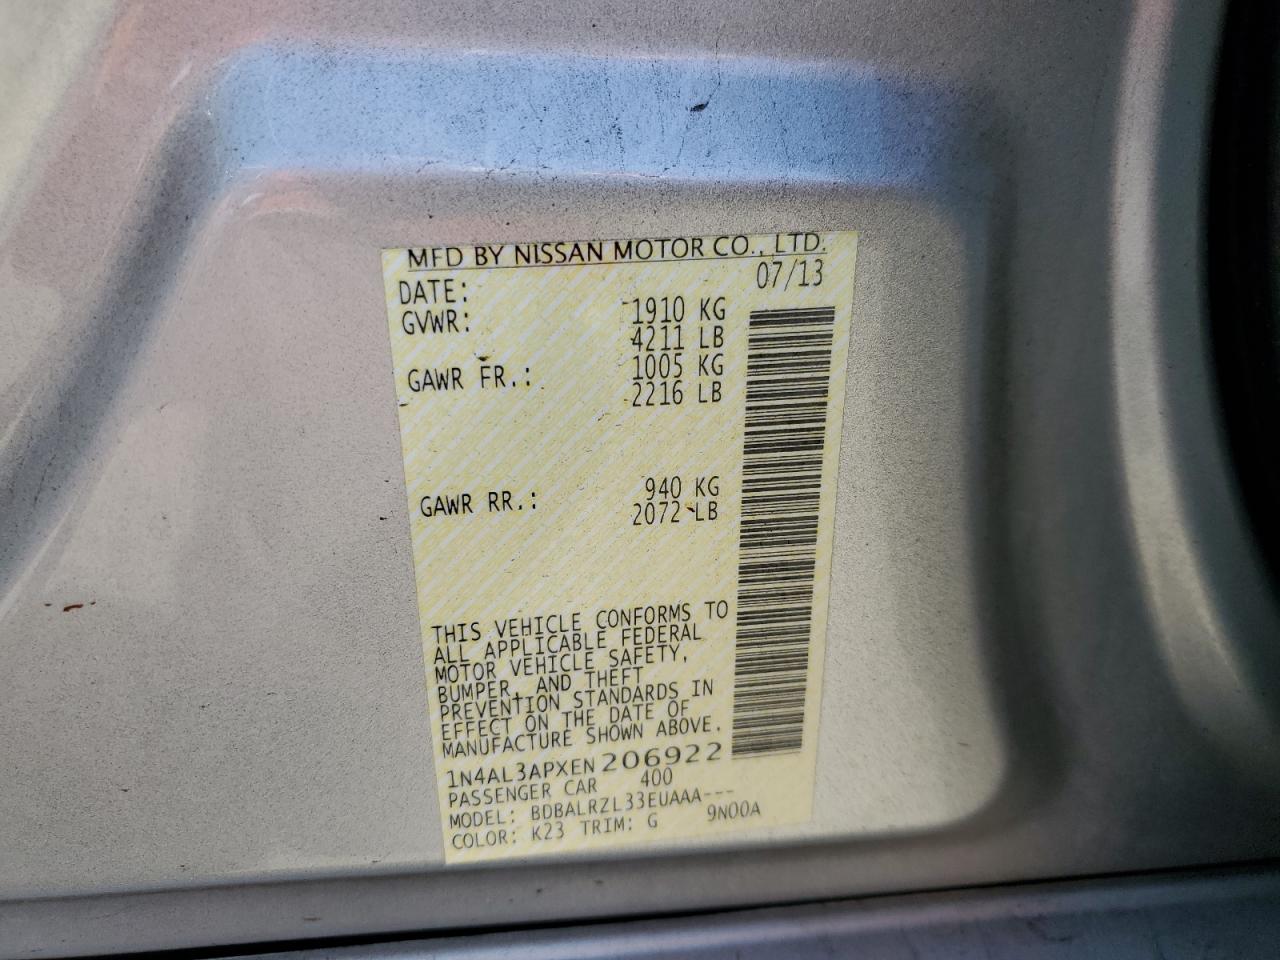 MFD BY NISSAN MOTOR CO., LTD.
DATE: 07/13
GVWR: 1910 KG
4211 LB
GAWR FR.: 1005 KG
2216 LB
GAWR RR.: 940 KG
2072 LB
THIS VEHICLE CONFORMS TO
ALL APPLICABLE FEDERAL
MOTOR VEHICLE SAFETY,
BUMPER, AND THEFT
PREVENTION STANDARDS IN
EFFECT ON THE DATE OF
MANUFACTURE SHOWN ABOVE.
1N4AL3APXEN206922
PASSENGER CAR 400
MODEL: BDBALRZL33EUAAA---
COLOR: K23 TRIM: G 9N00A